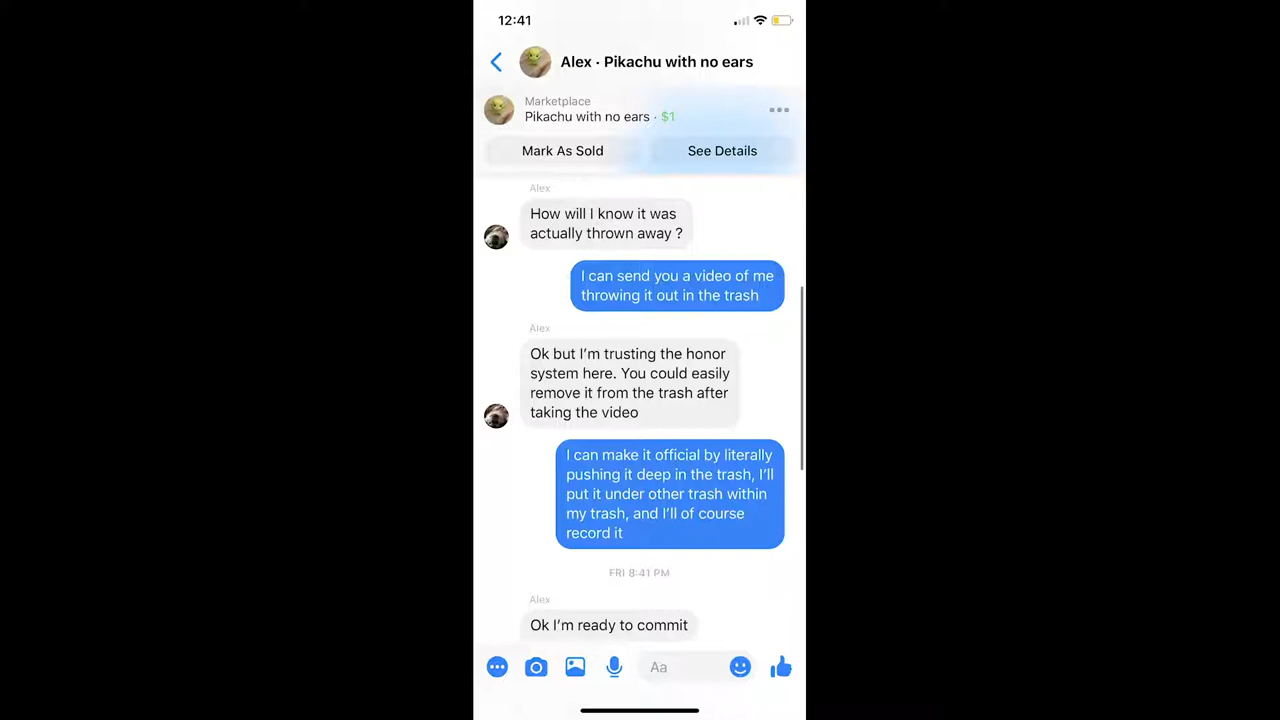 12:41
Alex · Pikachu with no ears
Marketplace
Pikachu with no ears · $1
Mark As Sold
See Details
Alex
How will I know it was
actually thrown away ?
I can send you a video of me
throwing it out in the trash
Alex
Ok but I’m trusting the honor
system here. You could easily
remove it from the trash after
taking the video
I can make it official by literally
pushing it deep in the trash, I’ll
put it under other trash within
my trash, and I’ll of course
record it
FRI 8:41 PM
Alex
Ok I’m ready to commit
Aa